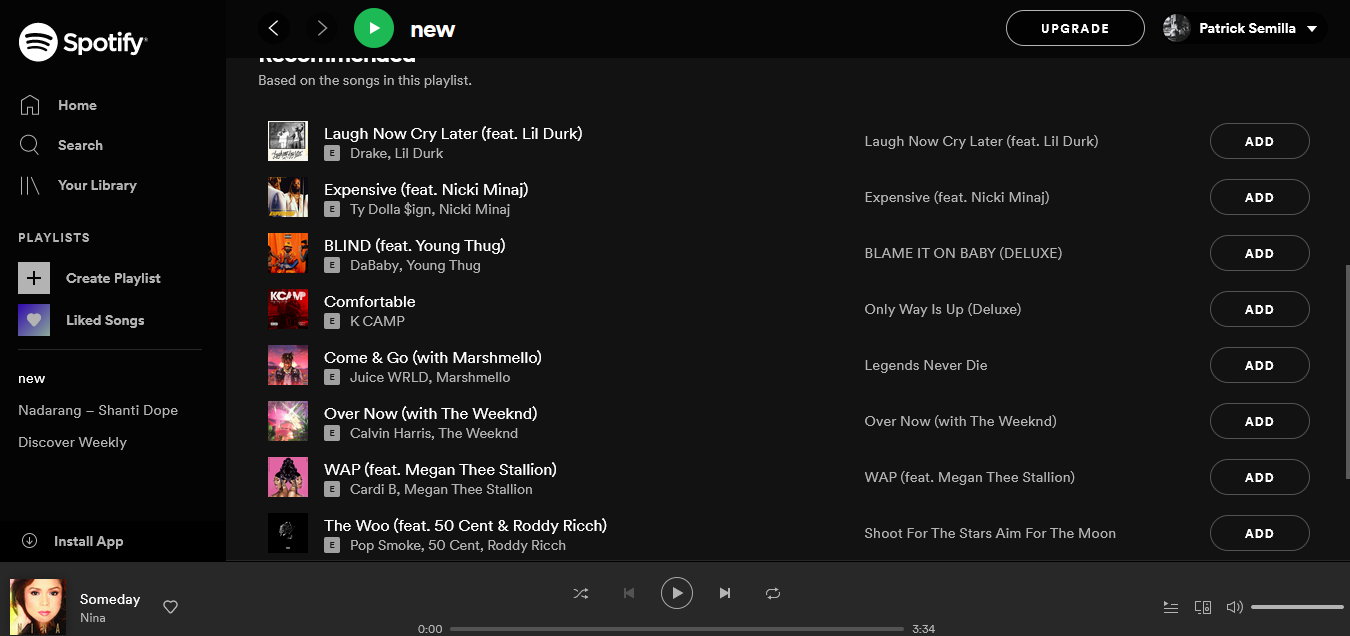 Spotify
new
UPGRADE
Patrick Semilla
Recommended
Based on the songs in this playlist.
Home
Search
Your Library
PLAYLISTS
Create Playlist
Liked Songs
new
Nadarang – Shanti Dope
Discover Weekly
Install App
Laugh Now Cry Later (feat. Lil Durk)
E Drake, Lil Durk
Laugh Now Cry Later (feat. Lil Durk)
ADD
Expensive (feat. Nicki Minaj)
E Ty Dolla $ign, Nicki Minaj
Expensive (feat. Nicki Minaj)
ADD
BLIND (feat. Young Thug)
E DaBaby, Young Thug
BLAME IT ON BABY (DELUXE)
ADD
KCAMP
Comfortable
E K CAMP
Only Way Is Up (Deluxe)
ADD
Come & Go (with Marshmello)
E Juice WRLD, Marshmello
Legends Never Die
ADD
Over Now (with The Weeknd)
E Calvin Harris, The Weeknd
Over Now (with The Weeknd)
ADD
WAP (feat. Megan Thee Stallion)
E Cardi B, Megan Thee Stallion
WAP (feat. Megan Thee Stallion)
ADD
The Woo (feat. 50 Cent & Roddy Ricch)
E Pop Smoke, 50 Cent, Roddy Ricch
Shoot For The Stars Aim For The Moon
ADD
NINA
Someday
Nina
0:00
3:34